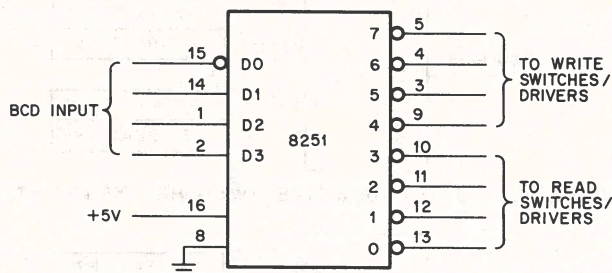 BCD INPUT
15 D0
14 D1
1 D2
2 D3
+5V 16
8
8251
7 5
6 4
5 3
4 9
3 10
2 11
1 12
0 13
TO WRITE
SWITCHES/
DRIVERS
TO READ
SWITCHES/
DRIVERS